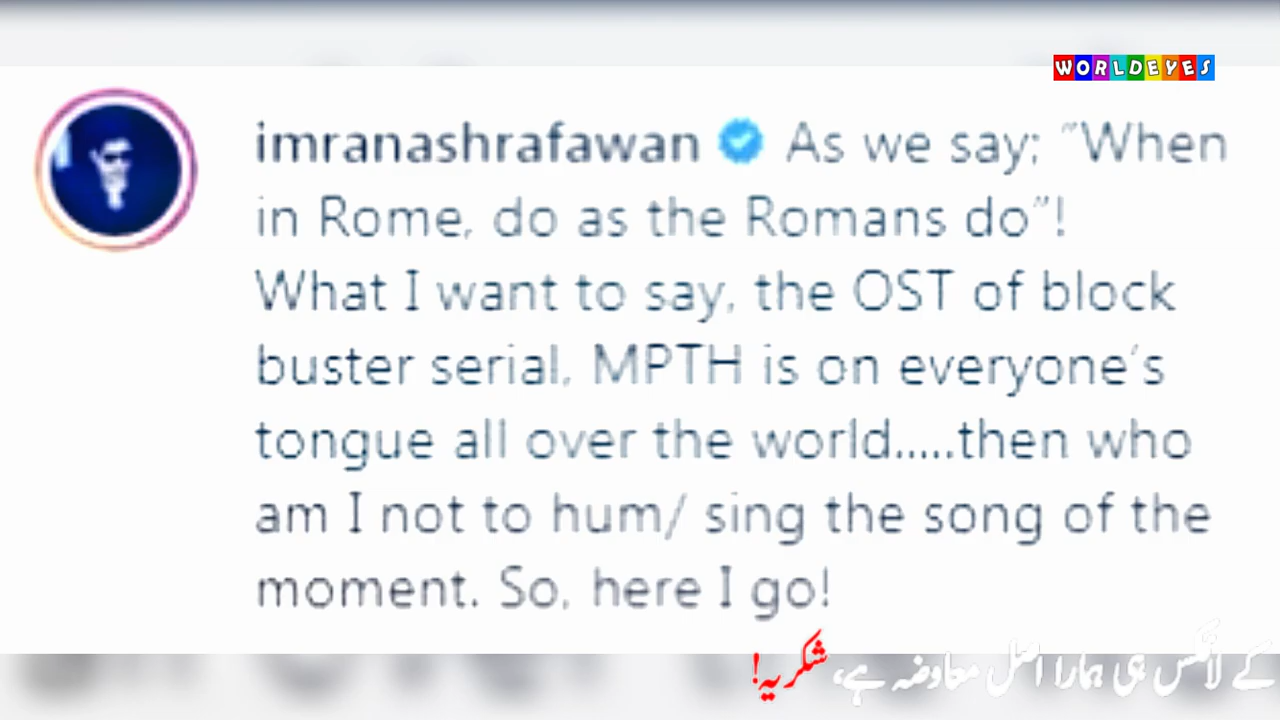 WORLDEYES
imranashrafawan As we say; "When
in Rome, do as the Romans do"!
What I want to say, the OST of block
buster serial, MPTH is on everyone's
tongue all over the world.....then who
am I not to hum/ sing the song of the
moment. So, here I go!
کے لائکس ہی ہمارا اصل معاوضہ ہے، شکریہ!